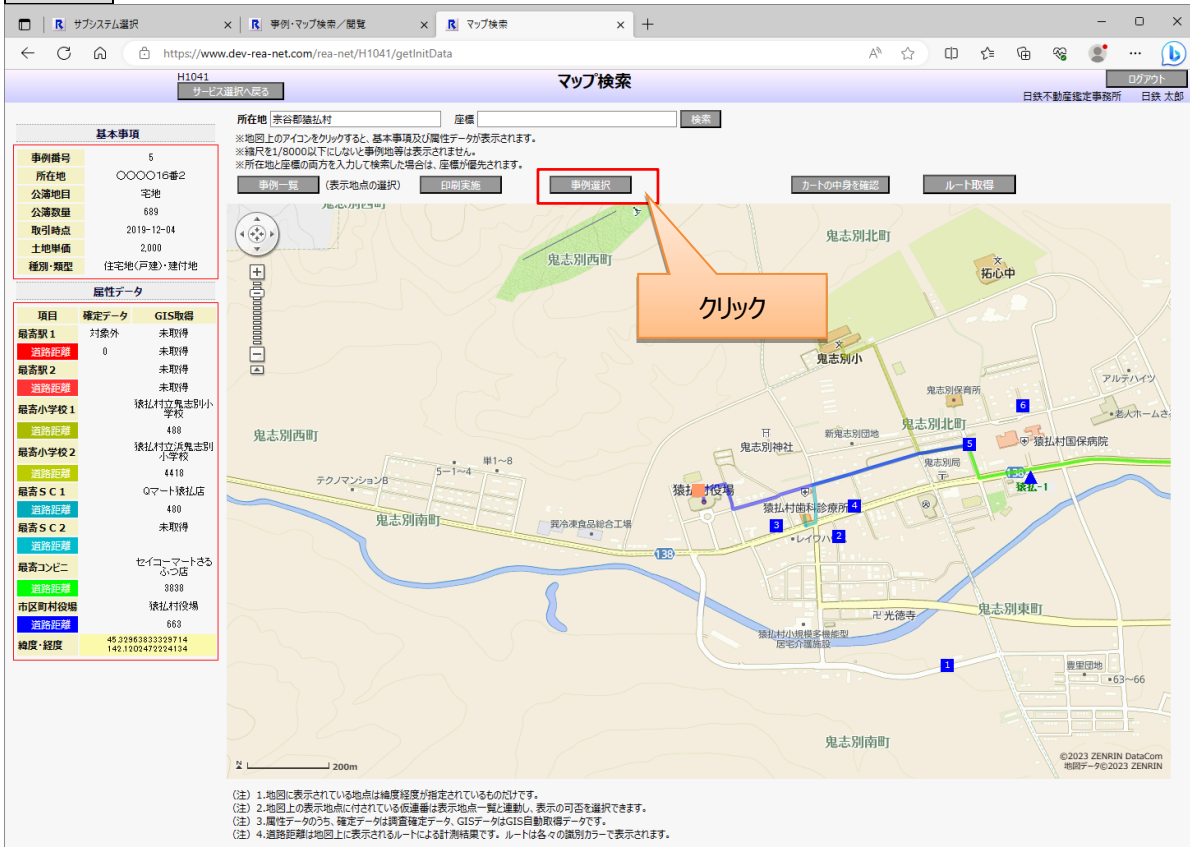 サブシステム選択
事例・マップ検索／閲覧
マップ検索
https://www.dev-rea-net.com/rea-net/H1041/getInitData
H1041
サービス選択へ戻る
マップ検索
ログアウト
日鉄不動産鑑定事務所 日鉄 太郎
所在地 宗谷郡猿払村 座標 検索
※地図上のアイコンをクリックすると、基本事項及び属性データが表示されます。
※縮尺を1/8000以下にしないと事例地等は表示されません。
※所在地と座標の両方を入力して検索した場合は、座標が優先されます。
事例一覧 (表示地点の選択) 印刷実施 事例選択 カートの中身を確認 ルート取得
基本事項
事例番号 5
所在地 〇〇〇〇16番2
公簿地目 宅地
公簿数量 689
取引時点 2019-12-04
土地単価 2,000
種別・類型 住宅地(戸建)・建付地
属性データ
項目 確定データ GIS取得
最寄駅１ 対象外 未取得
道路距離 0 未取得
最寄駅２ 未取得
道路距離 未取得
最寄小学校１ 猿払村立鬼志別小学校
道路距離 488
最寄小学校２ 猿払村立浜鬼志別小学校
道路距離 4418
最寄ＳＣ１ Qマート猿払店
道路距離 480
最寄ＳＣ２ 未取得
道路距離
最寄コンビニ セイコーマートさるふつ店
道路距離 3838
市区町村役場 猿払村役場
道路距離 663
緯度・経度 45.32963833329714
142.1202472224134
クリック
鬼志別西町
鬼志別西町
鬼志別北町
拓心中
鬼志別小
アルテハイツ
鬼志別保育所
6
老人ホームさ
鬼志別西町
鬼志別北町
新鬼志別団地
鬼志別神社
5
猿払村国保病院
単1～8
5－1～4
鬼志別局
138
テクノマンションB
猿払村役場
猿払-1
鬼志別南町
猿払村歯科診療所
4
巽冷凍食品総合工場
3
レイワハ
2
138
光徳寺
鬼志別東町
猿払村小規模多機能型
居宅介護施設
1
豊里団地
63～66
鬼志別南町
200m
©2023 ZENRIN DataCom
地図データ©2023 ZENRIN
(注) 1.地図に表示されている地点は緯度経度が指定されているものだけです。
(注) 2.地図上の表示地点に付されている仮連番は表示地点一覧と連動し、表示の可否を選択できます。
(注) 3.属性データのうち、確定データは調査確定データ、GISデータはGIS自動取得データです。
(注) 4.道路距離は地図上に表示されるルートによる計測結果です。ルートは各々の識別カラーで表示されます。